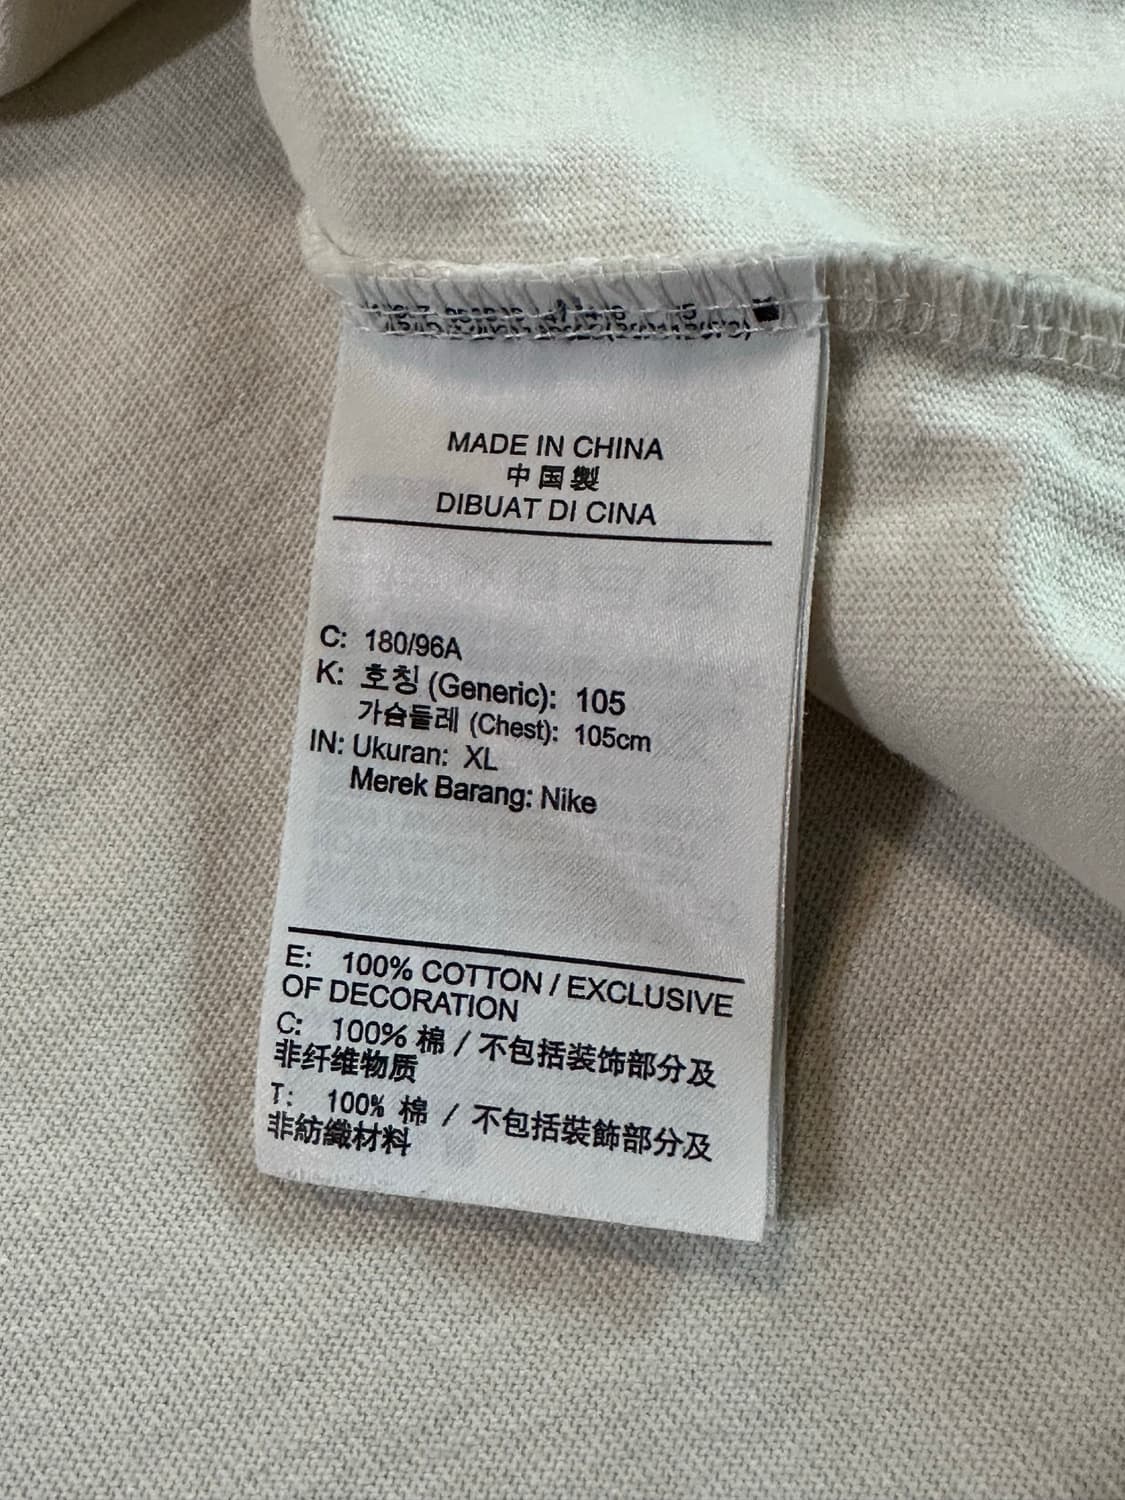 MADE IN CHINA
中国製
DIBUAT DI CINA
C: 180/96A
K: 호칭 (Generic): 105
가슴둘레 (Chest): 105cm
IN: Ukuran: XL
Merek Barang: Nike
E: 100% COTTON / EXCLUSIVE
OF DECORATION
C: 100% 棉 / 不包括装饰部分及
非纤维物质
T: 100% 棉 / 不包括裝飾部分及
非紡織材料